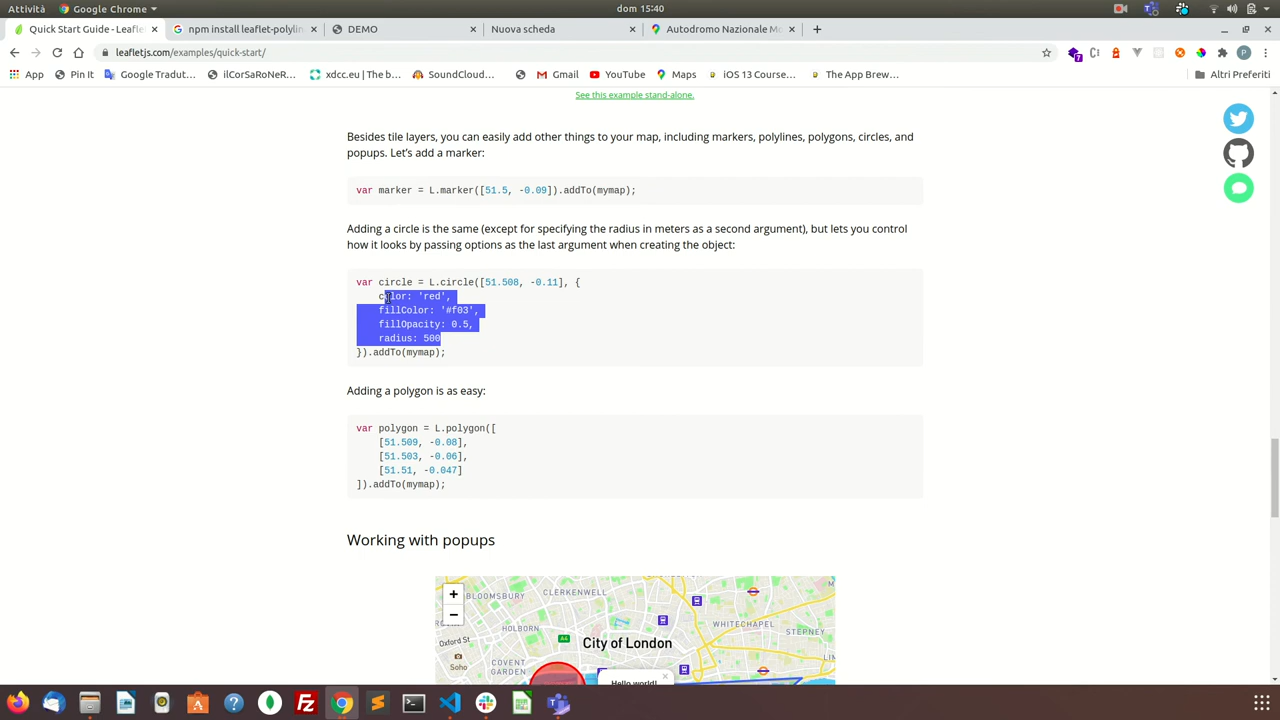 Attività
Google Chrome
dom 15:40
Quick Start Guide - Leafle
npm install leaflet-polylin
DEMO
Nuova scheda
Autodromo Nazionale Mo
leafletjs.com/examples/quick-start/
App
Pin It
Google Tradut...
ilCorSaRoNeR...
xdcc.eu | The b...
SoundCloud...
Gmail
YouTube
Maps
iOS 13 Course...
The App Brew...
Altri Preferiti
See this example stand-alone.
Besides tile layers, you can easily add other things to your map, including markers, polylines, polygons, circles, and
popups. Let’s add a marker:
var marker = L.marker([51.5, -0.09]).addTo(mymap);
Adding a circle is the same (except for specifying the radius in meters as a second argument), but lets you control
how it looks by passing options as the last argument when creating the object:
var circle = L.circle([51.508, -0.11], {
color: 'red',
fillColor: '#f03',
fillOpacity: 0.5,
radius: 500
}).addTo(mymap);
Adding a polygon is as easy:
var polygon = L.polygon([
[51.509, -0.08],
[51.503, -0.06],
[51.51, -0.047]
]).addTo(mymap);
Working with popups
+
−
BLOOMSBURY
CLERKENWELL
Oxford St
HOLBORN
A4
City of London
WHITECHAPEL
STEPNEY
Soho
COVENT
GARDEN
Hello world!